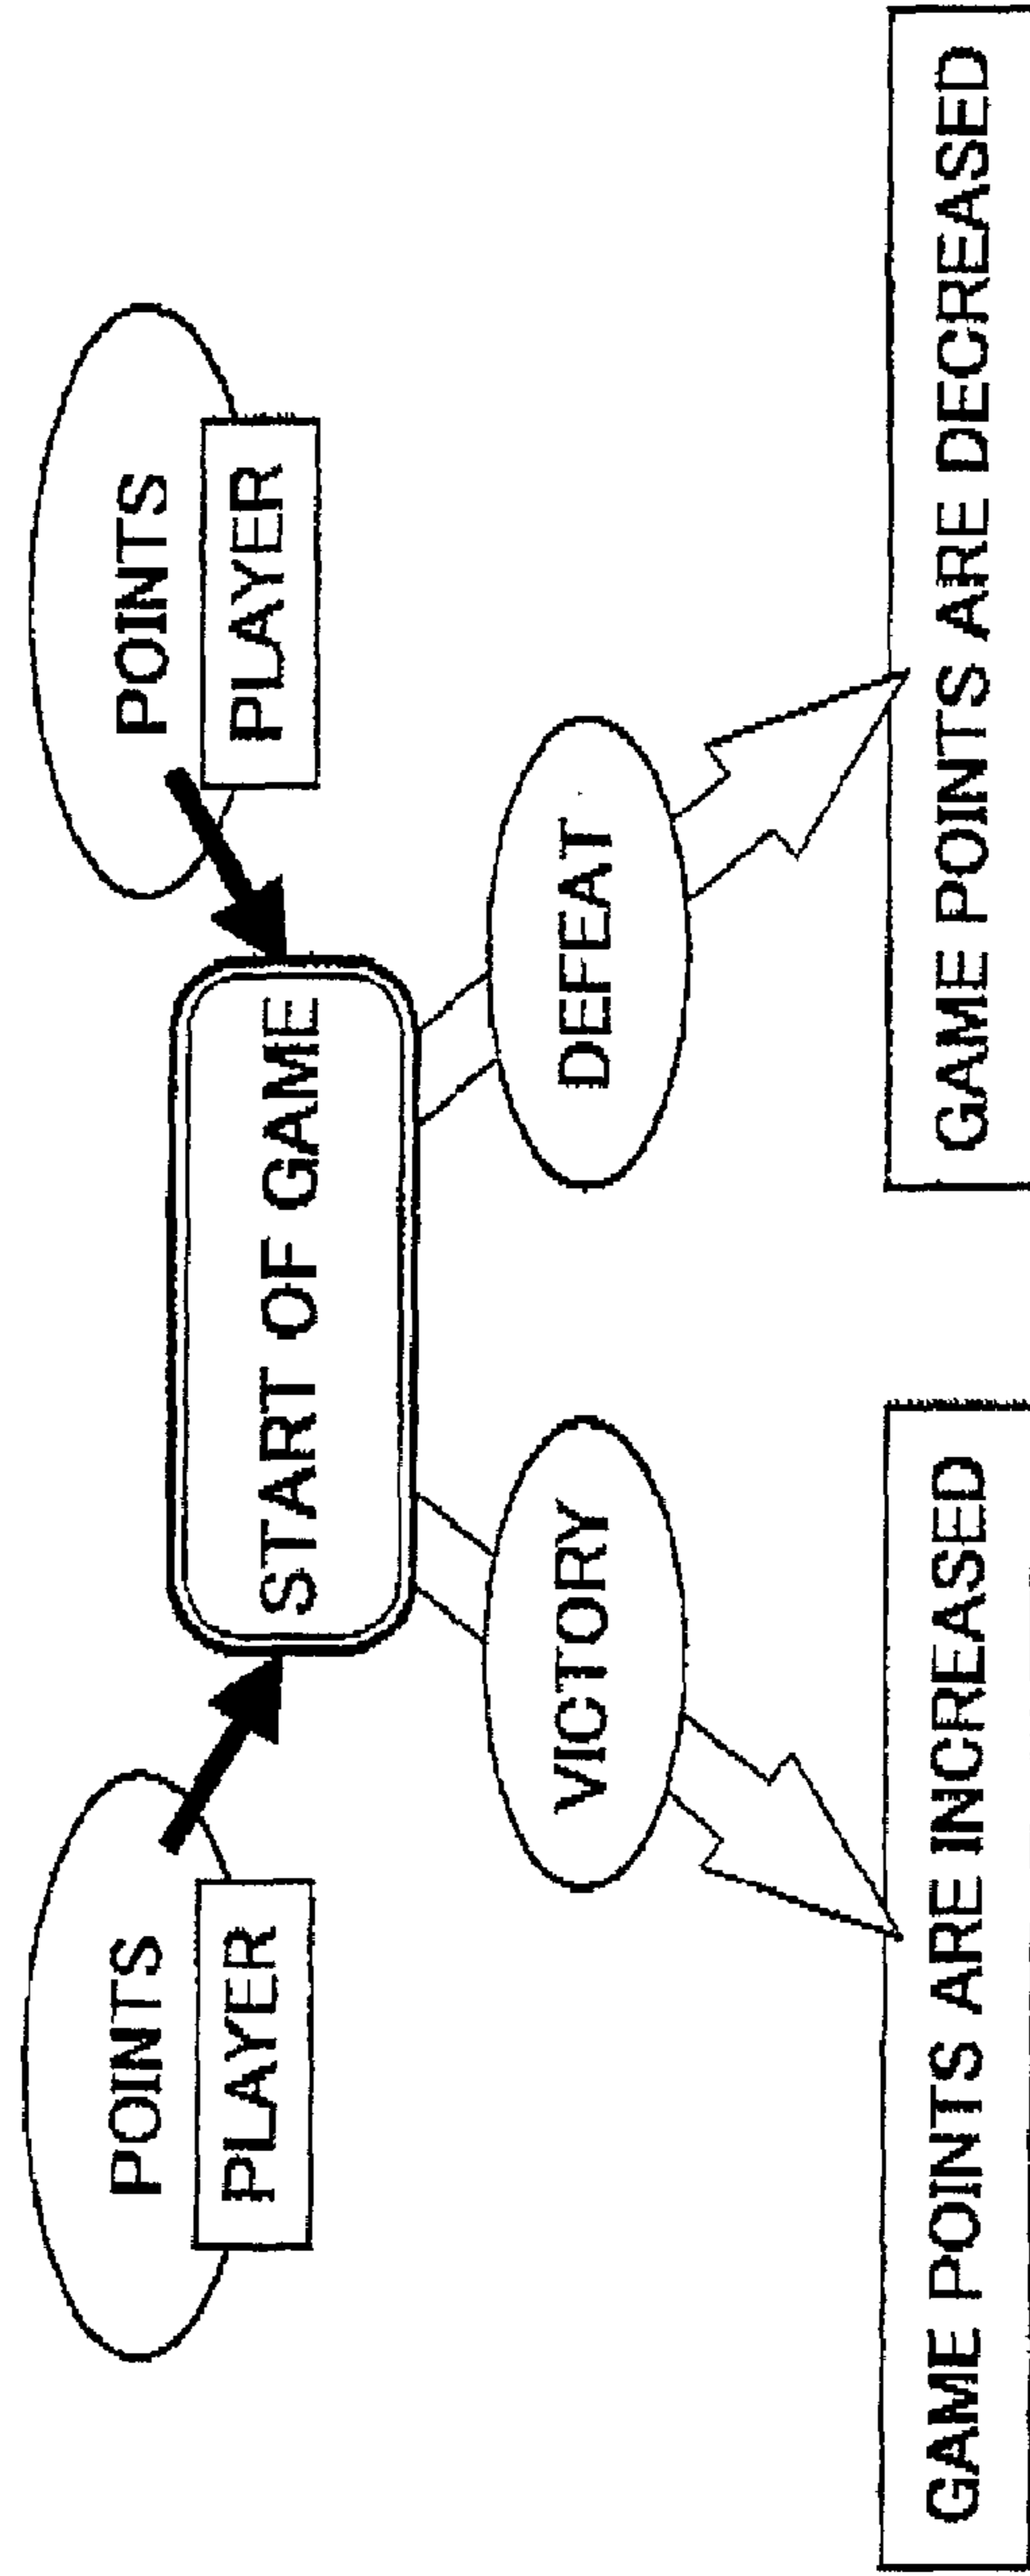 POINTS
PLAYER
POINTS
PLAYER
START OF GAME
VICTORY
DEFEAT
GAME POINTS ARE INCREASED
GAME POINTS ARE DECREASED